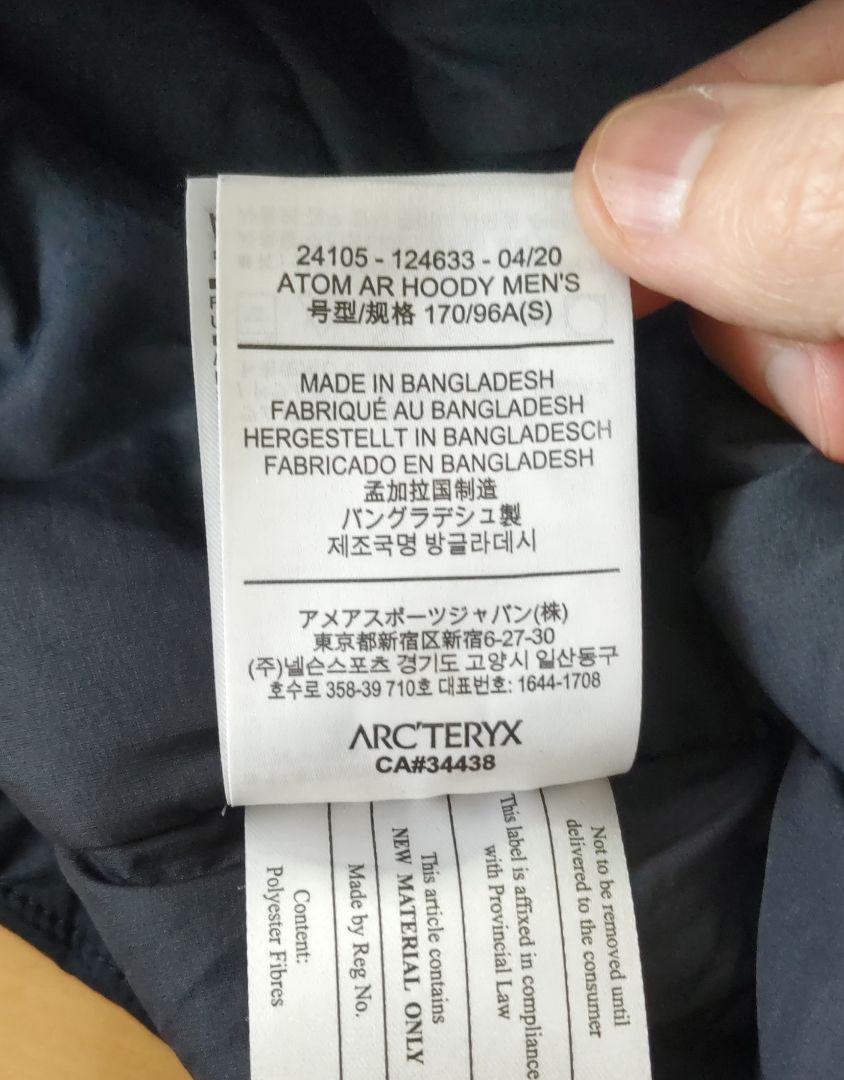 24105 - 124633 - 04/20
ATOM AR HOODY MEN'S
号型/规格 170/96A(S)
MADE IN BANGLADESH
FABRIQUÉ AU BANGLADESH
HERGESTELLT IN BANGLADESCH
FABRICADO EN BANGLADESH
孟加拉国制造
バングラデシュ製
제조국명 방글라데시
アメアスポーツジャパン(株)
東京都新宿区新宿6-27-30
(주)넬슨스포츠 경기도 고양시 일산동구
호수로 358-39 710호 대표번호: 1644-1708
ARC'TERYX
CA#34438
Not to be removed until
delivered to the consumer
This label is affixed in compliance
with Provincial Law
This article contains
NEW MATERIAL ONLY
Made by Reg No.
Content:
Polyester Fibres